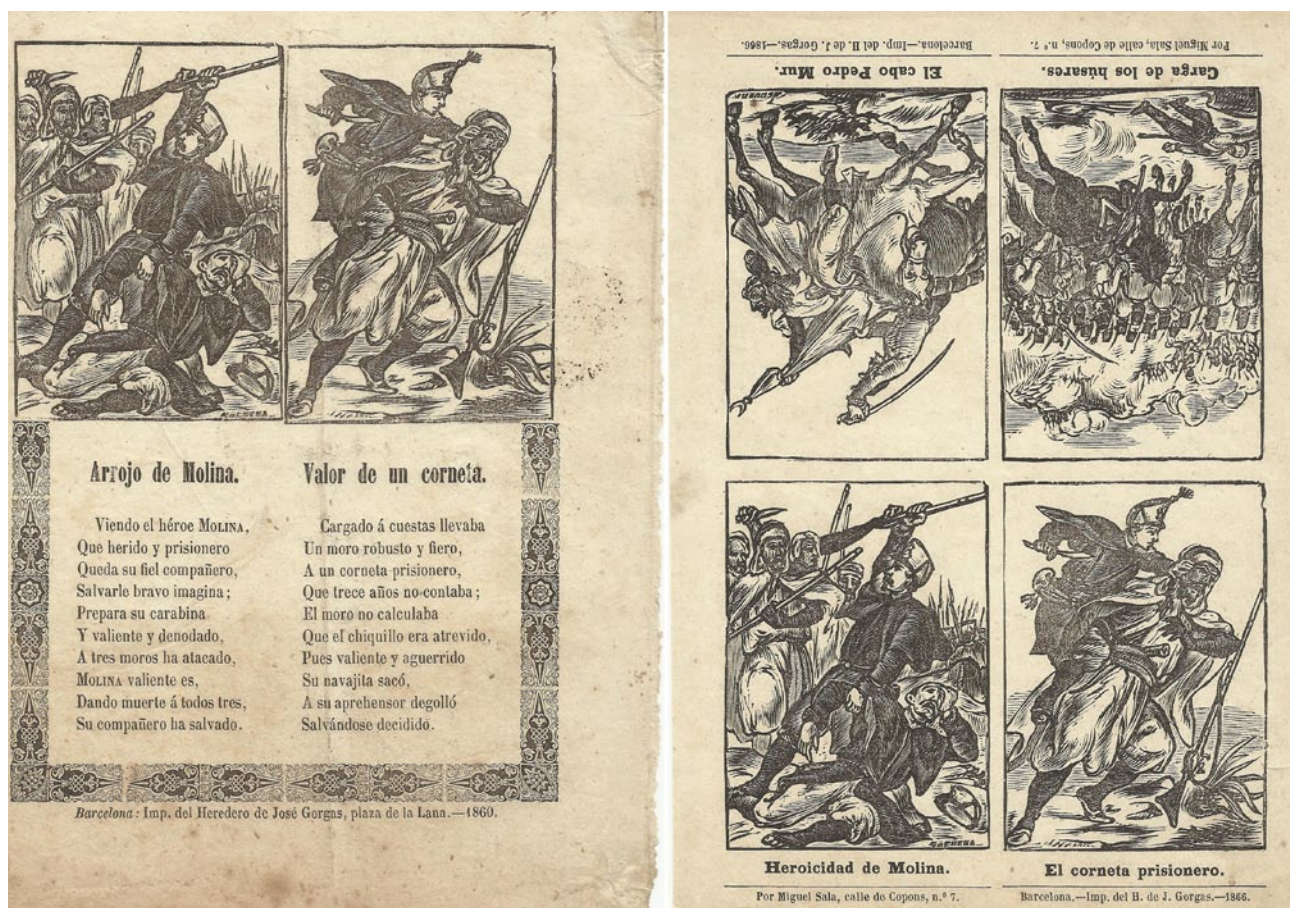 Arrojo de Molina.
Viendo el héroe MOLINA,
Que herido y prisionero
Queda su fiel compañero,
Salvarle bravo imagina;
Prepara su carabina
Y valiente y denodado,
A tres moros ha atacado,
MOLINA valiente es,
Dando muerte á todos tres,
Su compañero ha salvado.
Valor de un corneta.
Cargado á cuestas llevaba
Un moro robusto y fiero,
A un corneta prisionero,
Que trece años no contaba;
El moro no calculaba
Que el chiquillo era atrevido,
Pues valiente y aguerrido
Su navajita sacó,
A su aprehensor degolló
Salvándose decidido.
Barcelona: Imp. del Heredero de José Gorgas, plaza de la Lana.—1860.
Carga de los húsares.
Por Miguel Sala, calle de Copons, n.º 7.
El cabo Pedro Mur.
Barcelona.—Imp. del H. de J. Gorgas.—1866.
NOGUERA
NOGUERA
Heroicidad de Molina.
Por Miguel Sala, calle de Copons, n.º 7.
El corneta prisionero.
Barcelona.—Imp. del H. de J. Gorgas.—1866.